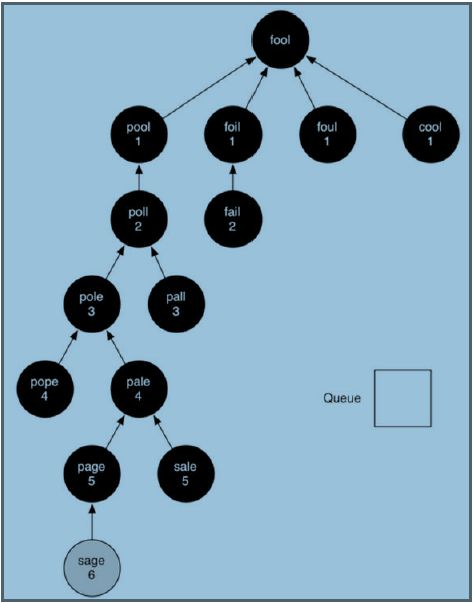 fool
pool
1
foil
1
foul
1
cool
1
poll
2
fail
2
pole
3
pall
3
pope
4
pale
4
Queue
page
5
sale
5
sage
6